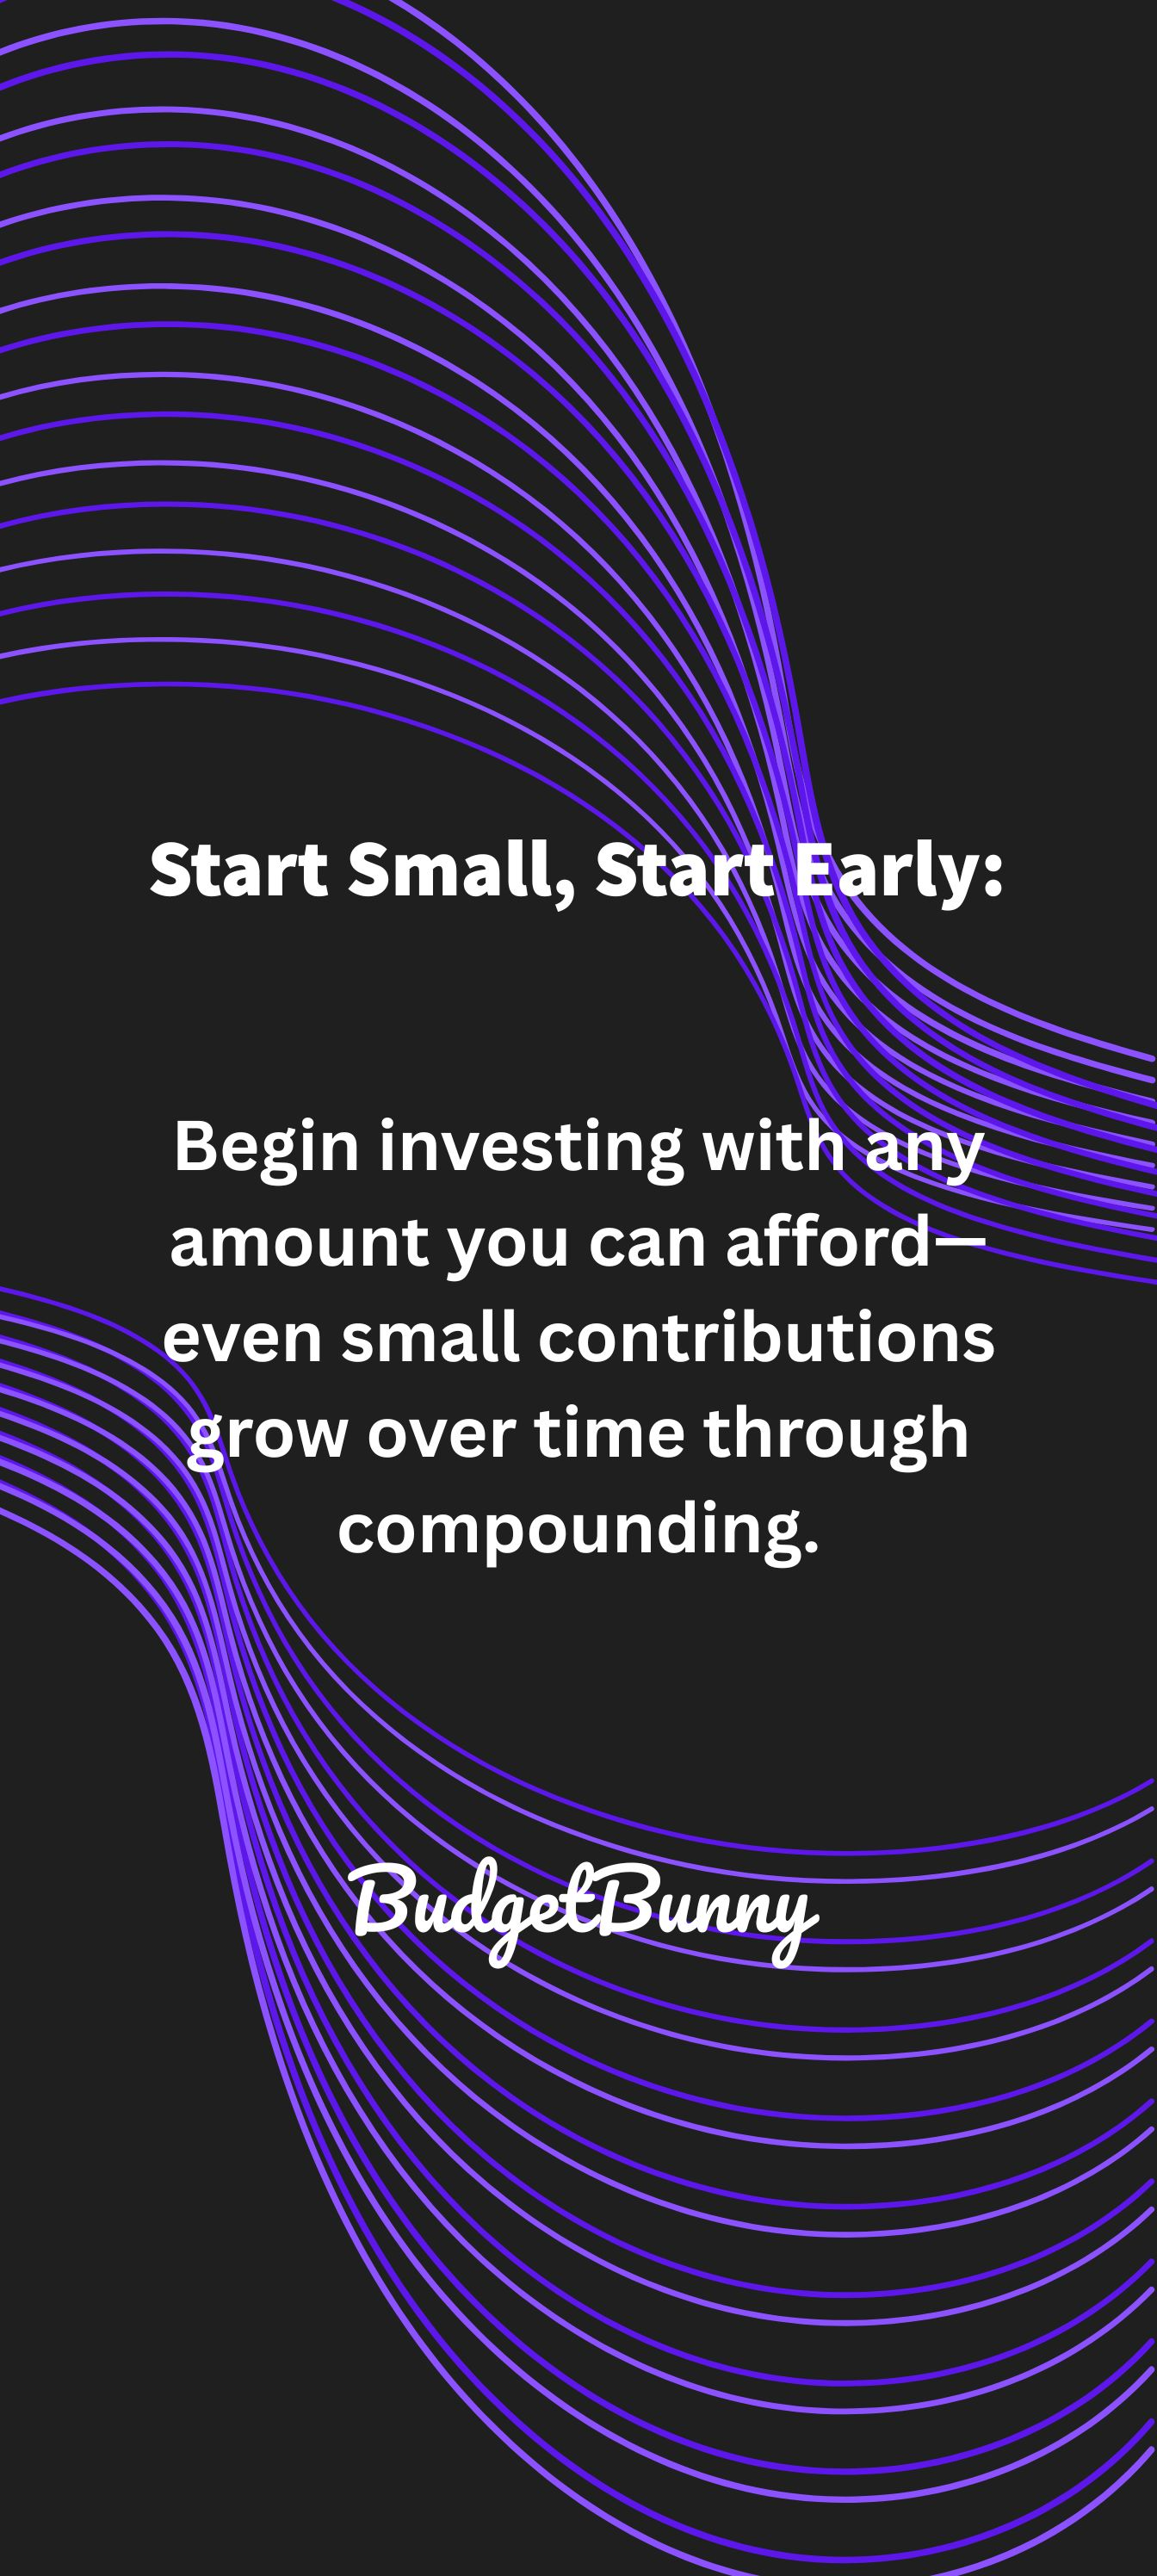 Start Small, Start Early:
Begin investing with any
amount you can afford—
even small contributions
grow over time through
compounding.
BudgetBunny